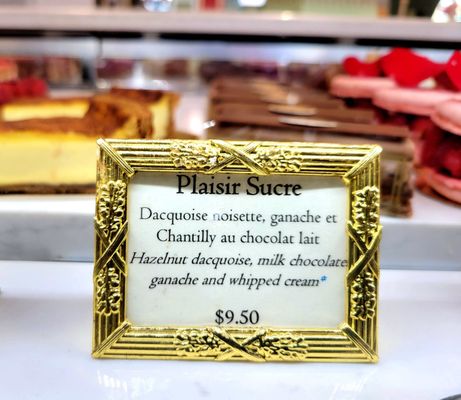 Plaisir Sucre
Dacquoise noisette, ganache et
Chantilly au chocolat lait
Hazelnut dacquoise, milk chocolate
ganache and whipped cream*
$9.50